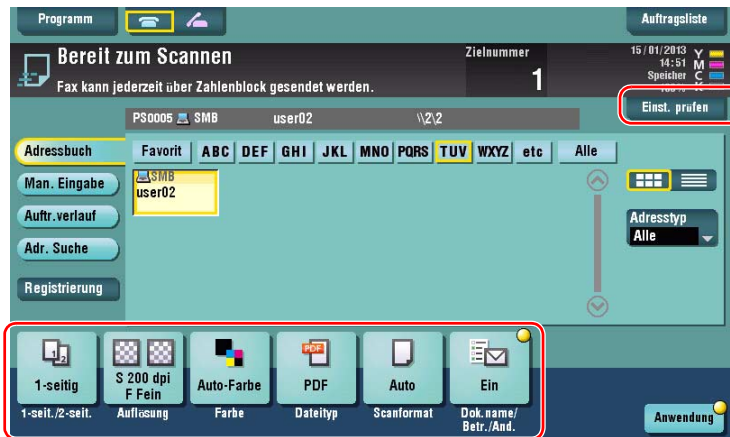 Programm
Auftragsliste
Bereit zum Scannen
Fax kann jederzeit über Zahlenblock gesendet werden.
Zielnummer
1
15/01/2013
14:51
Speicher
Y
M
C
K
Einst. prüfen
PS0005 SMB user02 \\2\2
Adressbuch
Favorit ABC DEF GHI JKL MNO PQRS TUV WXYZ etc Alle
Man. Eingabe
SMB
user02
Auftr.verlauf
Adresstyp
Alle
Adr. Suche
Registrierung
1 2
PDF
1-seitig
S 200 dpi
F Fein
Auto-Farbe
PDF
Auto
Ein
1-seit./2-seit.
Auflösung
Farbe
Dateityp
Scanformat
Dok.name/
Betr./And.
Anwendung